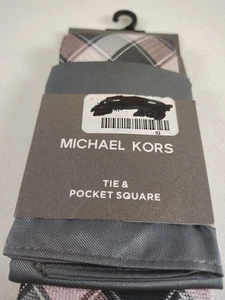 MICHAEL KORS
TIE &
POCKET SQUARE